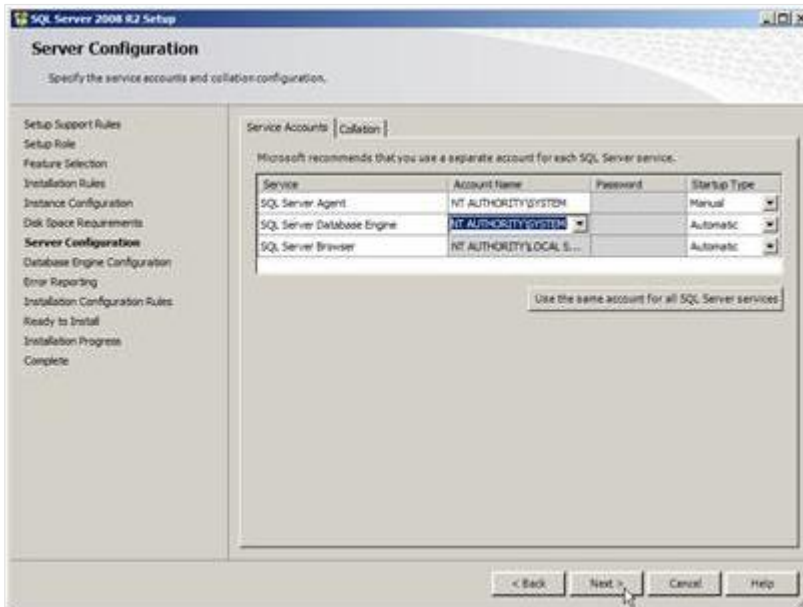 SQL Server 2008 R2 Setup
Server Configuration
Specify the service accounts and collation configuration.
Setup Support Rules
Setup Role
Feature Selection
Installation Rules
Instance Configuration
Disk Space Requirements
Server Configuration
Database Engine Configuration
Error Reporting
Installation Configuration Rules
Ready to Install
Installation Progress
Complete
Service Accounts Collation
Microsoft recommends that you use a separate account for each SQL Server service.
Service Account Name Password Startup Type
SQL Server Agent NT AUTHORITY\SYSTEM Manual
SQL Server Database Engine NT AUTHORITY\SYSTEM Automatic
SQL Server Browser NT AUTHORITY\LOCAL S... Automatic
Use the same account for all SQL Server services
< Back Next > Cancel Help